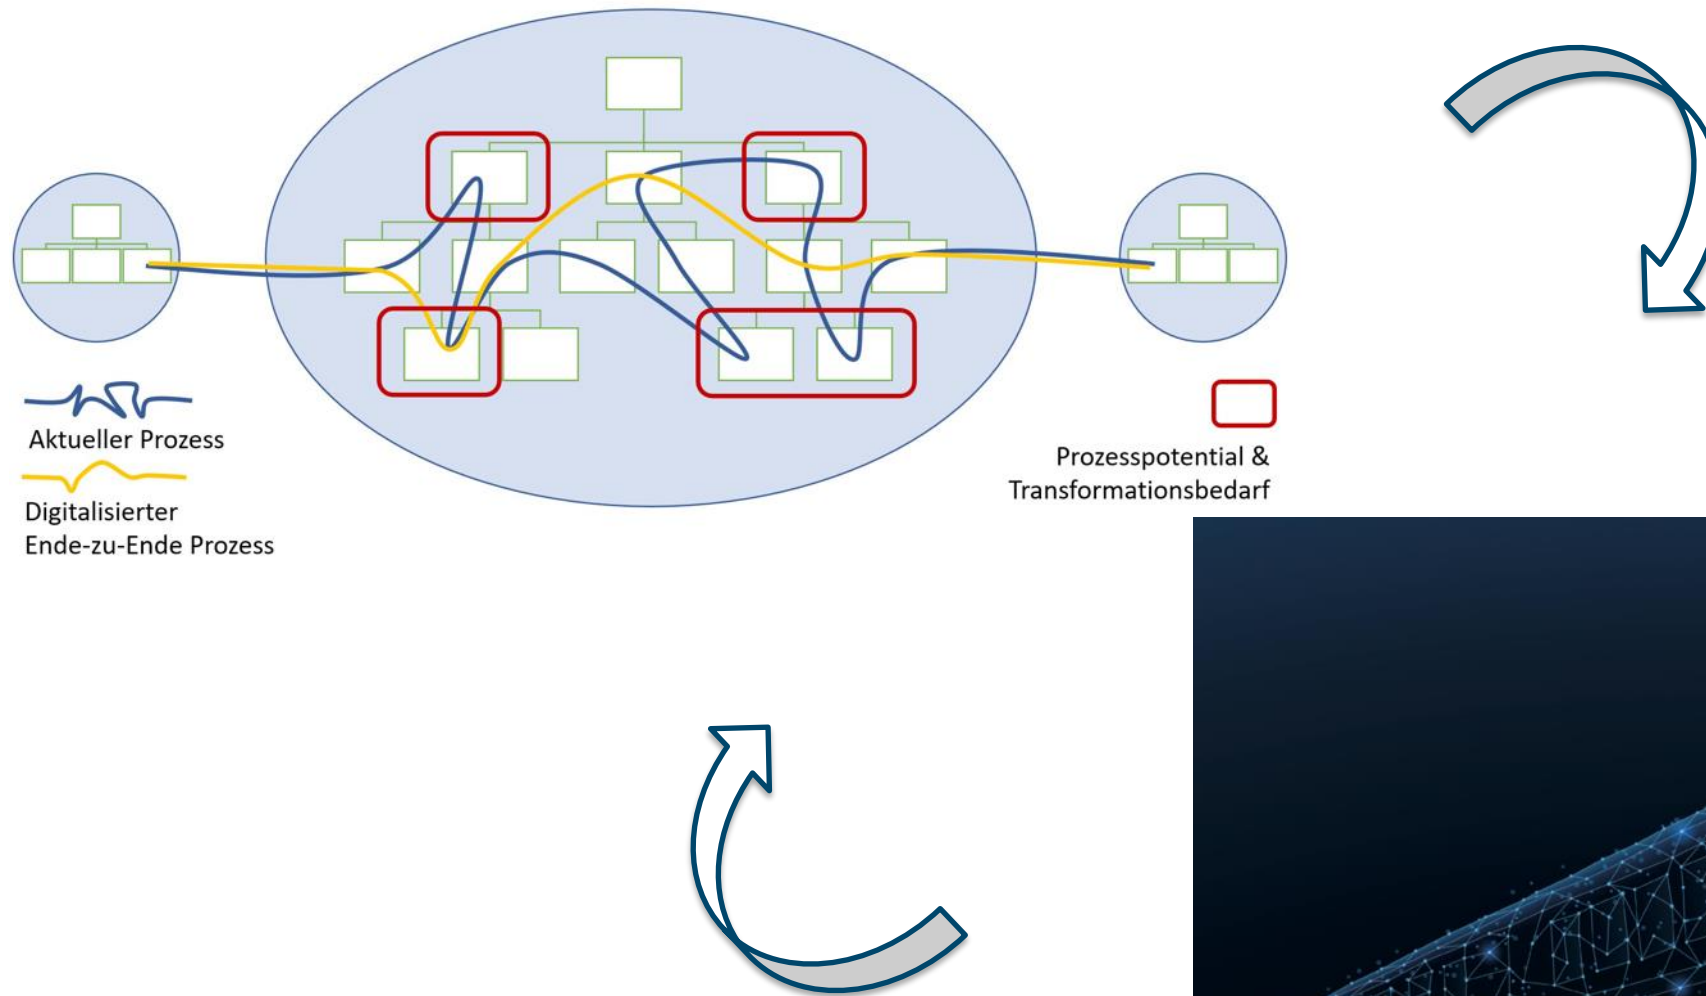 Aktueller Prozess
Digitalisierter
Ende-zu-Ende Prozess
Prozesspotential &
Transformationsbedarf